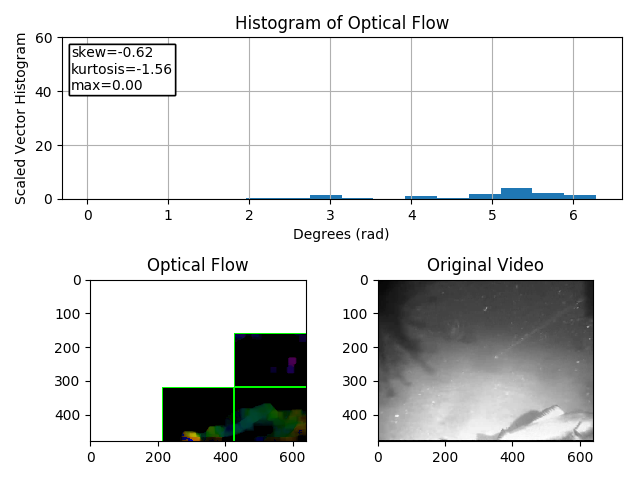 Histogram of Optical Flow
skew=-0.62
kurtosis=-1.56
max=0.00
Scaled Vector Histogram
60
40
20
0
0 1 2 3 4 5 6
Degrees (rad)
Optical Flow
0
100
200
300
400
0 200 400 600
Original Video
0
100
200
300
400
0 200 400 600